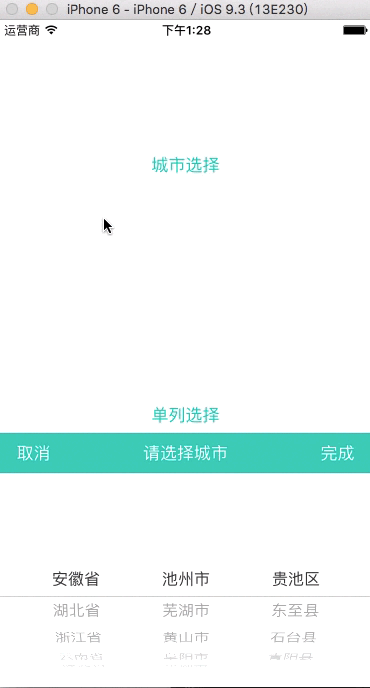 iPhone 6 - iPhone 6 / iOS 9.3 (13E230)
运营商 下午1:28
城市选择
单列选择
取消 请选择城市 完成
安徽省 池州市 贵池区
湖北省 芜湖市 东至县
浙江省 黄山市 石台县